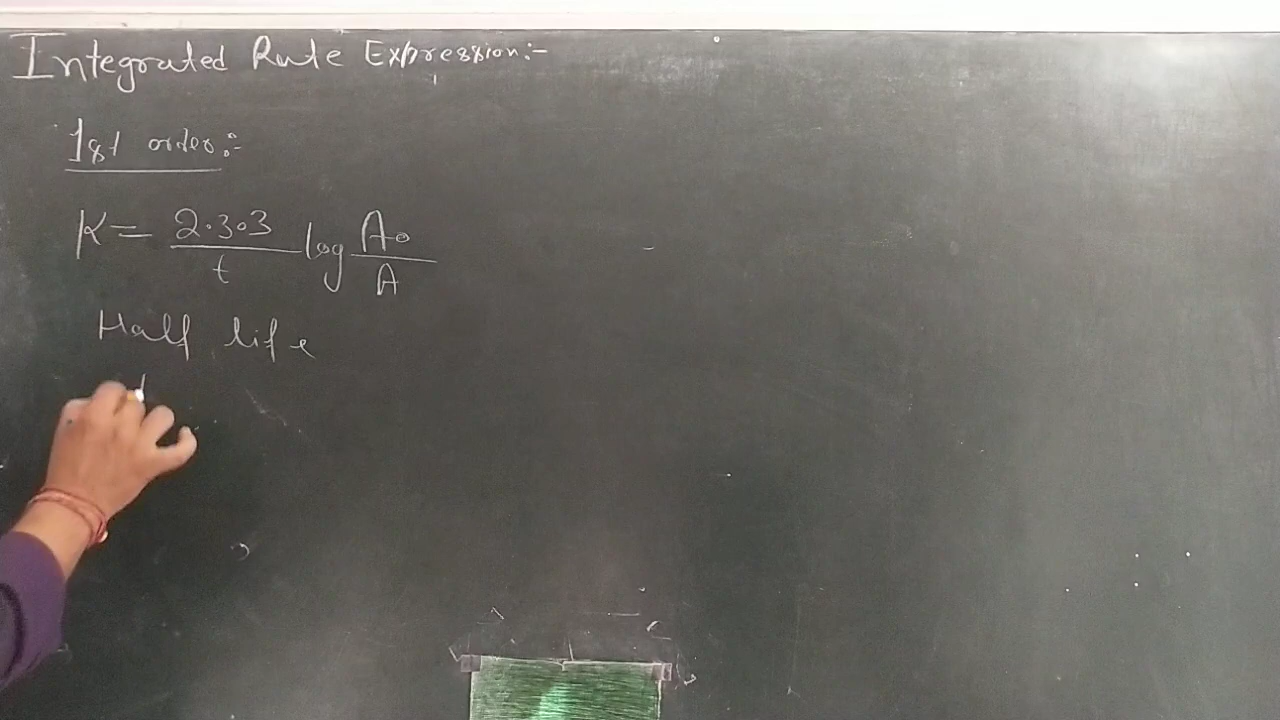 Integrated Rate Expression:-
1st order:-
K = 2.303/t log A₀/A
Half life